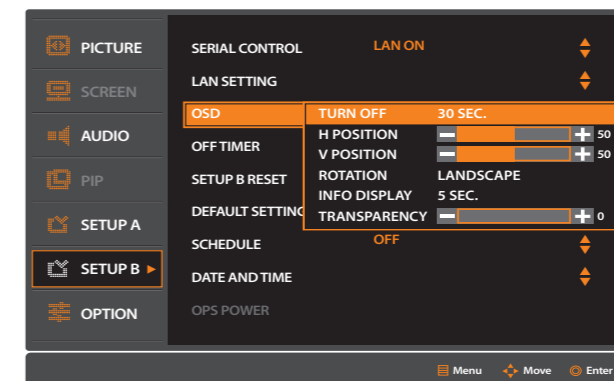 PICTURE
SCREEN
AUDIO
PIP
SETUP A
SETUP B
OPTION
SERIAL CONTROL LAN ON
LAN SETTING
OSD
TURN OFF 30 SEC.
H POSITION 50
V POSITION 50
ROTATION LANDSCAPE
INFO DISPLAY 5 SEC.
TRANSPARENCY 0
OFF TIMER
SETUP B RESET
DEFAULT SETTING
SCHEDULE OFF
DATE AND TIME
OPS POWER
Menu Move Enter